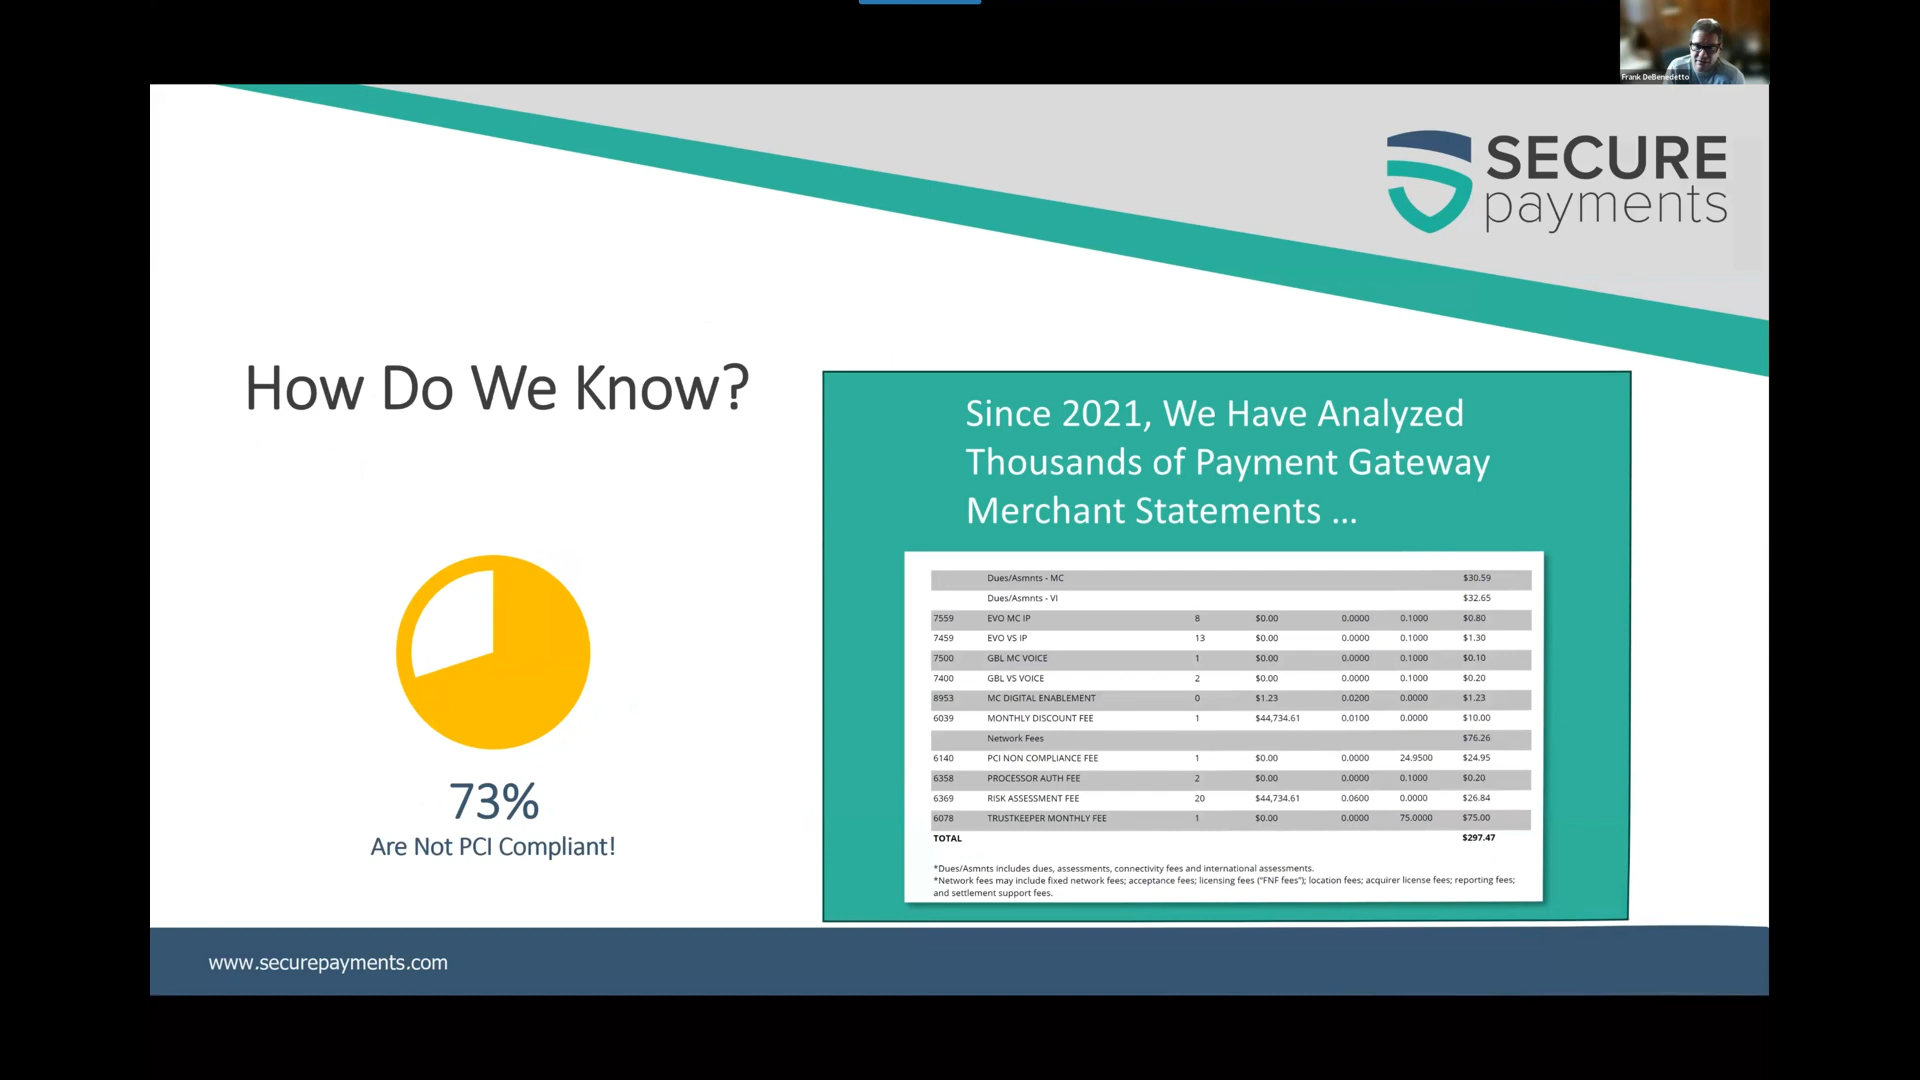 Frank DeBenedetto
SECURE
payments
How Do We Know?
73%
Are Not PCI Compliant!
Since 2021, We Have Analyzed
Thousands of Payment Gateway
Merchant Statements ...
Dues/Asmnts - MC $30.59
Dues/Asmnts - VI $32.65
7559 EVO MC IP 8 $0.00 0.0000 0.1000 $0.80
7459 EVO VS IP 13 $0.00 0.0000 0.1000 $1.30
7500 GBL MC VOICE 1 $0.00 0.0000 0.1000 $0.10
7400 GBL VS VOICE 2 $0.00 0.0000 0.1000 $0.20
8953 MC DIGITAL ENABLEMENT 0 $1.23 0.0200 0.0000 $1.23
6039 MONTHLY DISCOUNT FEE 1 $44,734.61 0.0100 0.0000 $10.00
Network Fees $76.26
6140 PCI NON COMPLIANCE FEE 1 $0.00 0.0000 24.9500 $24.95
6358 PROCESSOR AUTH FEE 2 $0.00 0.0000 0.1000 $0.20
6369 RISK ASSESSMENT FEE 20 $44,734.61 0.0600 0.0000 $26.84
6078 TRUSTKEEPER MONTHLY FEE 1 $0.00 0.0000 75.0000 $75.00
TOTAL $297.47
*Dues/Asmnts includes dues, assessments, connectivity fees and international assessments.
*Network fees may include fixed network fees; acceptance fees; licensing fees ("FNF fees"); location fees; acquirer license fees; reporting fees;
and settlement support fees.
www.securepayments.com